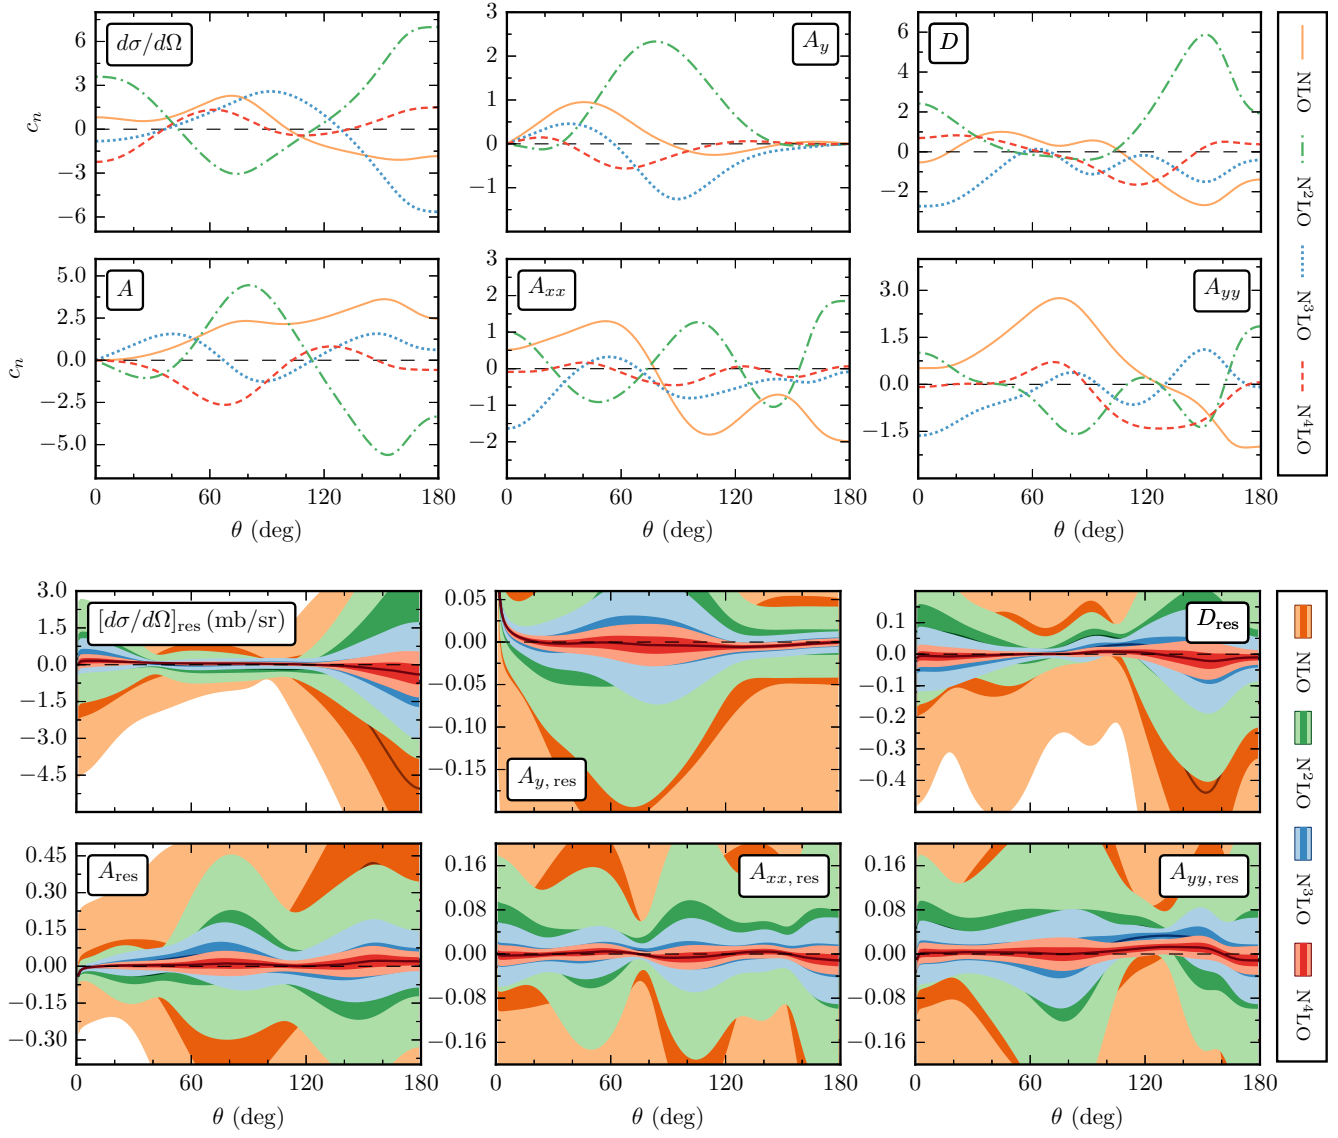 dσ/dΩ
A_y
D
c_n
6
3
0
−3
−6
3
2
1
0
−1
6
4
2
0
−2
A
A_xx
A_yy
c_n
5.0
2.5
0.0
−2.5
−5.0
3
2
1
0
−1
−2
3.0
1.5
0.0
−1.5
0 60 120 180
0 60 120 180
0 60 120 180
θ (deg)
θ (deg)
θ (deg)
NLO
N²LO
N³LO
N⁴LO
[dσ/dΩ]_res (mb/sr)
A_y, res
D_res
3.0
1.5
0.0
−1.5
−3.0
−4.5
0.05
0.00
−0.05
−0.10
−0.15
0.1
0.0
−0.1
−0.2
−0.3
−0.4
A_res
A_xx, res
A_yy, res
0.45
0.30
0.15
0.00
−0.15
−0.30
0.16
0.08
0.00
−0.08
−0.16
0.16
0.08
0.00
−0.08
−0.16
0 60 120 180
0 60 120 180
0 60 120 180
θ (deg)
θ (deg)
θ (deg)
NLO
N²LO
N³LO
N⁴LO